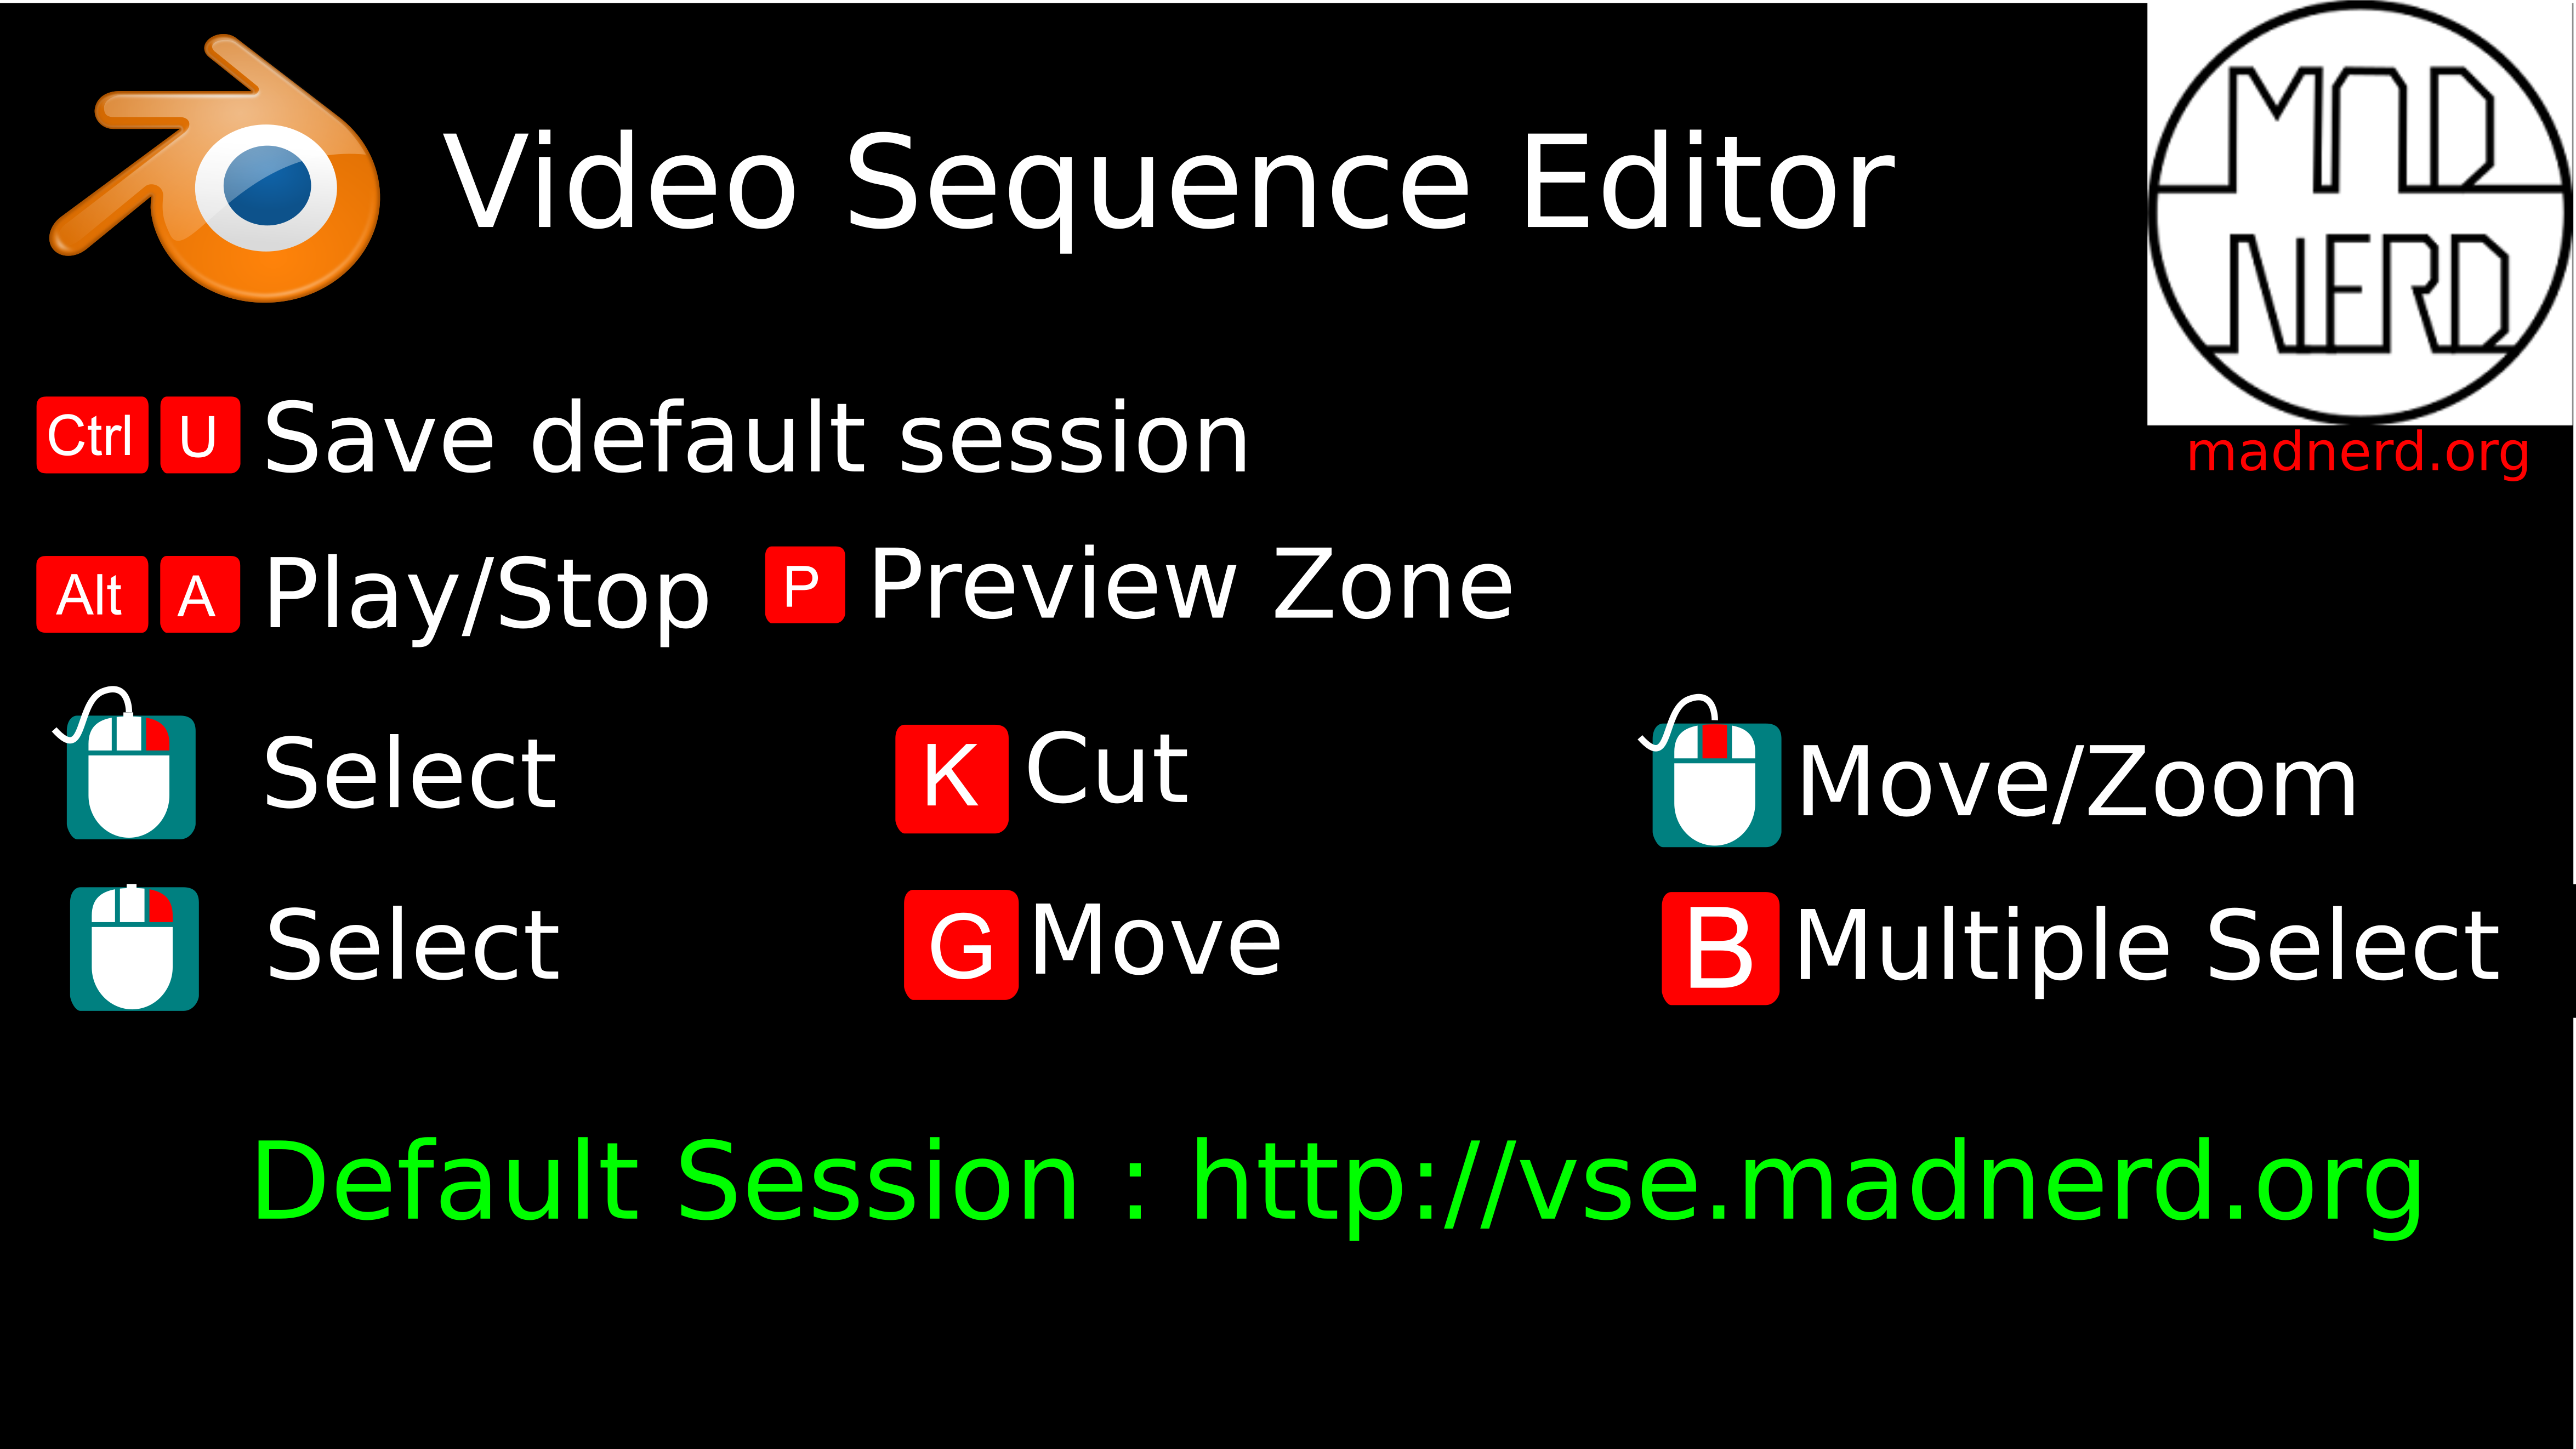 Video Sequence Editor
MAD
NERD
madnerd.org
Ctrl U Save default session
Alt A Play/Stop P Preview Zone
Select K Cut Move/Zoom
Select G Move B Multiple Select
Default Session : http://vse.madnerd.org